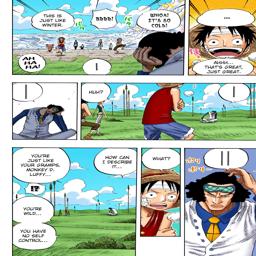 ...
AHH...
THAT'S
GREAT,
JUST GREAT.
WHOA!
IT'S SO
COLD!
BRRR!
THIS IS
JUST LIKE
WINTER.
AH
HA
HA!
HUH?
WHAT?
HOW CAN I
DESCRIBE
IT...
YOU'RE
JUST LIKE
YOUR GRAMPS,
MONKEY D.
LUFFY...
!?
YOU'RE
WILD...
YOU HAVE
NO SELF
CONTROL...